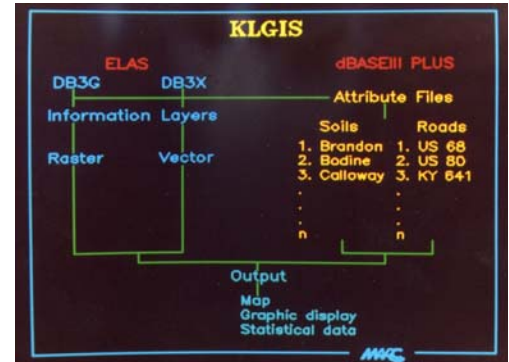 KLGIS
ELAS
dBASEIII PLUS
DB3G DB3X
Attribute Files
Information Layers
Soils Roads
Raster Vector
1. Brandon 1. US 68
2. Bodine 2. US 80
3. Calloway 3. KY 641
. .
. .
. .
n n
Output
Map
Graphic display
Statistical data
MARC